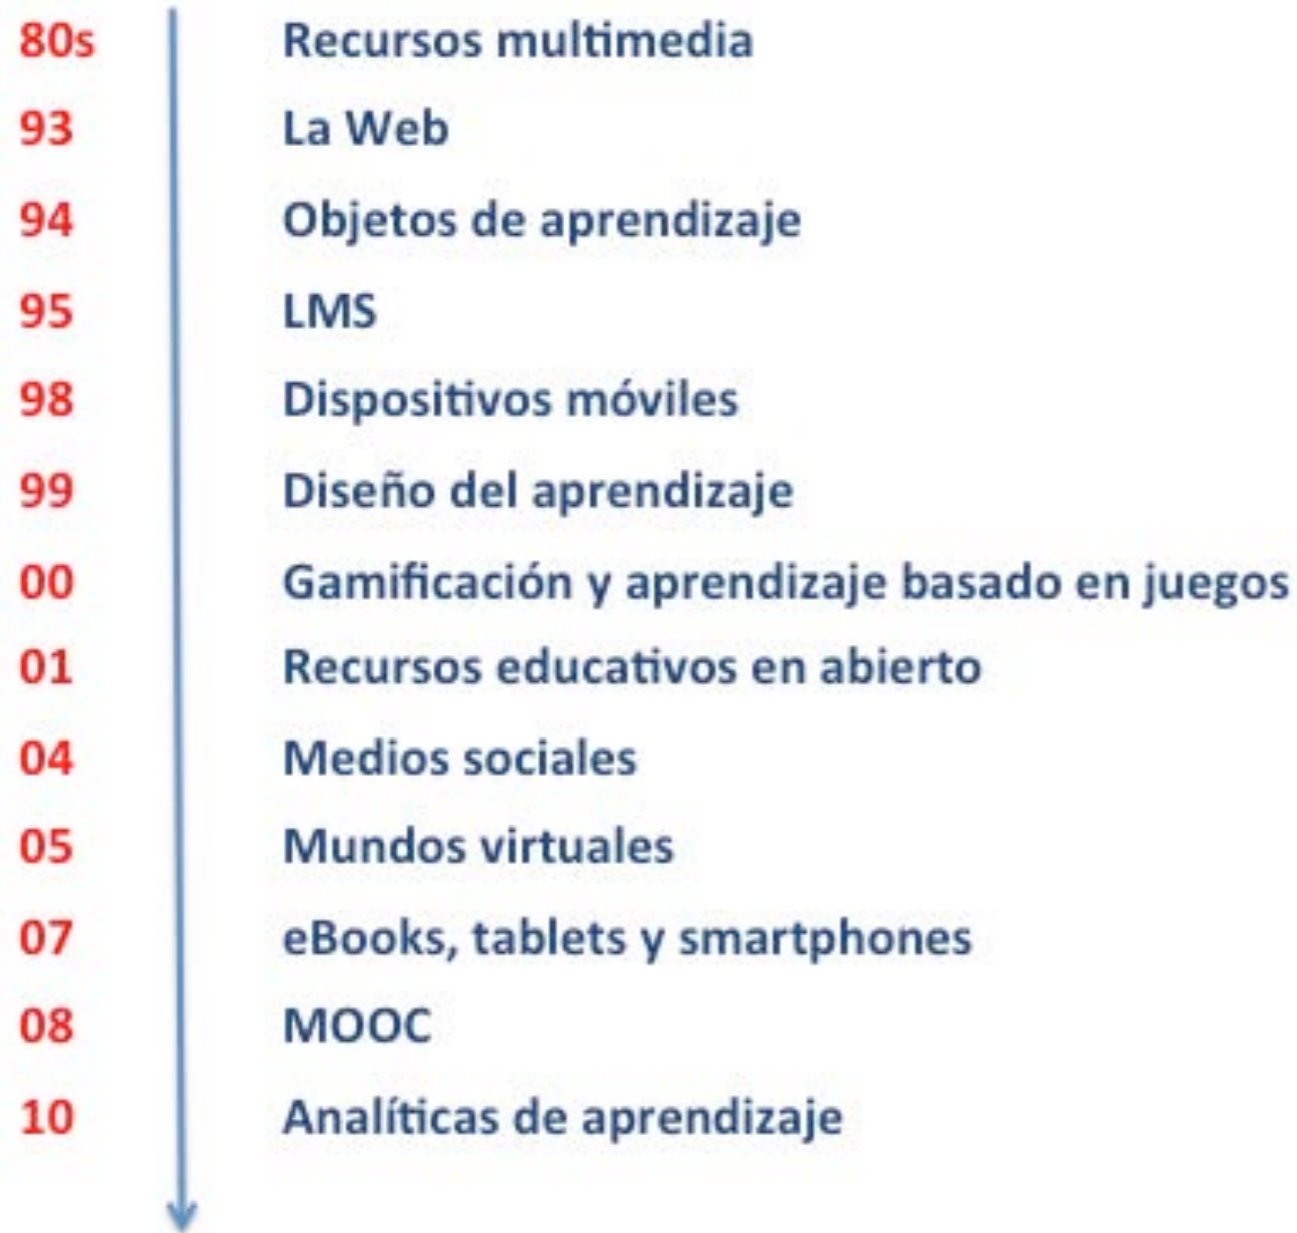 80s Recursos multimedia
93 La Web
94 Objetos de aprendizaje
95 LMS
98 Dispositivos móviles
99 Diseño del aprendizaje
00 Gamificación y aprendizaje basado en juegos
01 Recursos educativos en abierto
04 Medios sociales
05 Mundos virtuales
07 eBooks, tablets y smartphones
08 MOOC
10 Analíticas de aprendizaje